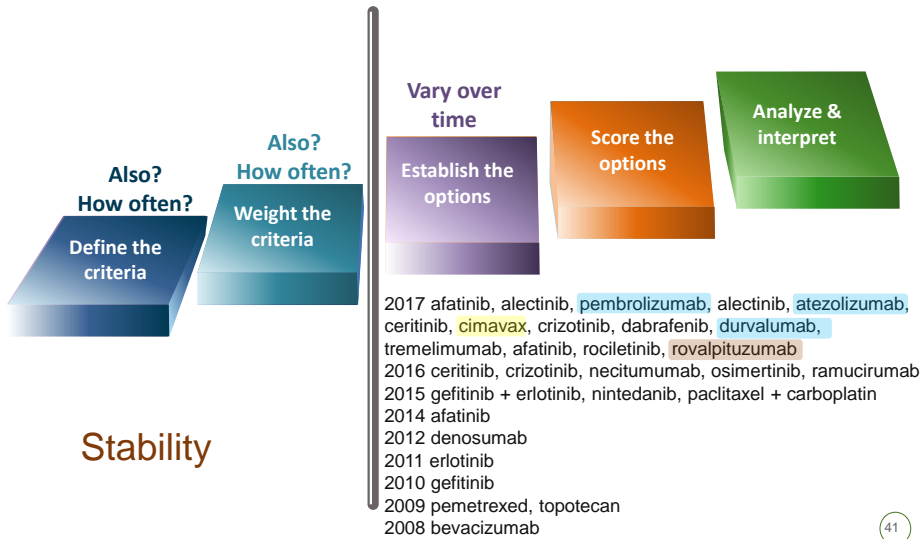 Also?
How often?
Define the
criteria
Also?
How often?
Weight the
criteria
Vary over
time
Establish the
options
Score the
options
Analyze &
interpret
Stability
2017 afatinib, alectinib, pembrolizumab, alectinib, atezolizumab,
ceritinib, cimavax, crizotinib, dabrafenib, durvalumab,
tremelimumab, afatinib, rociletinib, rovalpituzumab
2016 ceritinib, crizotinib, necitumumab, osimertinib, ramucirumab
2015 gefitinib + erlotinib, nintedanib, paclitaxel + carboplatin
2014 afatinib
2012 denosumab
2011 erlotinib
2010 gefitinib
2009 pemetrexed, topotecan
2008 bevacizumab
41